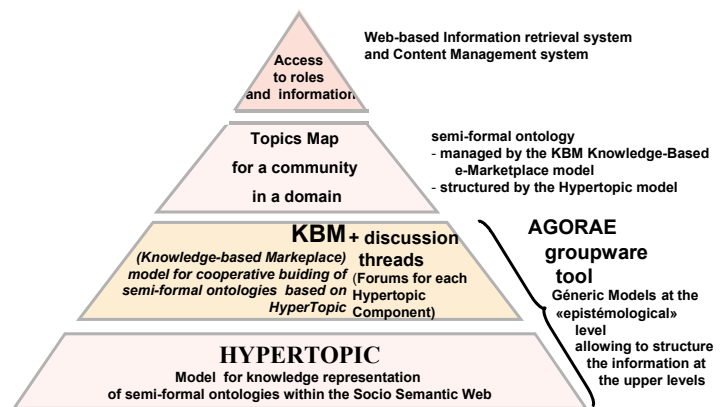 Web-based Information retrieval system
and Content Management system
Access
to roles
and information
Topics Map
for a community
in a domain
semi-formal ontology
- managed by the KBM Knowledge-Based
e-Marketplace model
- structured by the Hypertopic model
KBM + discussion
threads
(Knowledge-based Markeplace)
model for cooperative buiding of
semi-formal ontologies based on
HyperTopic
(Forums for each
Hypertopic
Component)
AGORAE
groupware
tool
Géneric Models at the
«epistémological»
level
allowing to structure
the information at
the upper levels
HYPERTOPIC
Model for knowledge representation
of semi-formal ontologies within the Socio Semantic Web